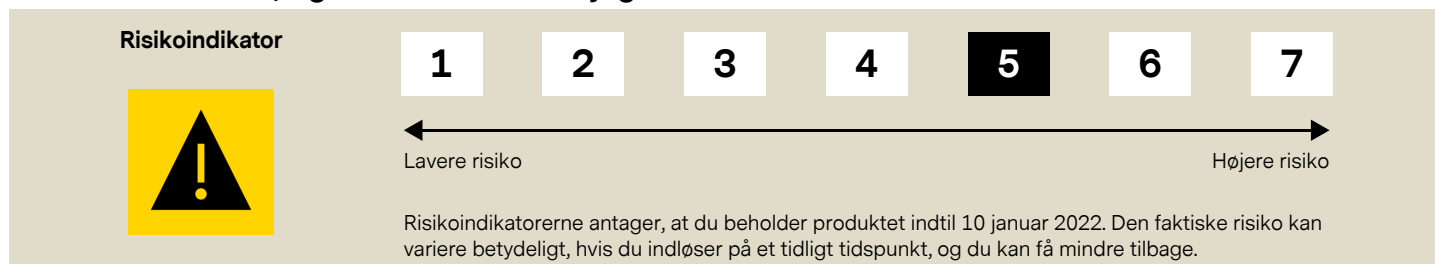 Risikoindikator
1 2 3 4 5 6 7
Lavere risiko Højere risiko
Risikoindikatorerne antager, at du beholder produktet indtil 10 januar 2022. Den faktiske risiko kan
variere betydeligt, hvis du indløser på et tidligt tidspunkt, og du kan få mindre tilbage.